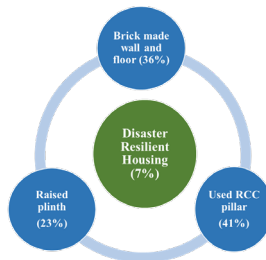 Brick made
wall and
floor (36%)
Disaster
Resilient
Housing
(7%)
Raised
plinth
(23%)
Used RCC
pillar
(41%)